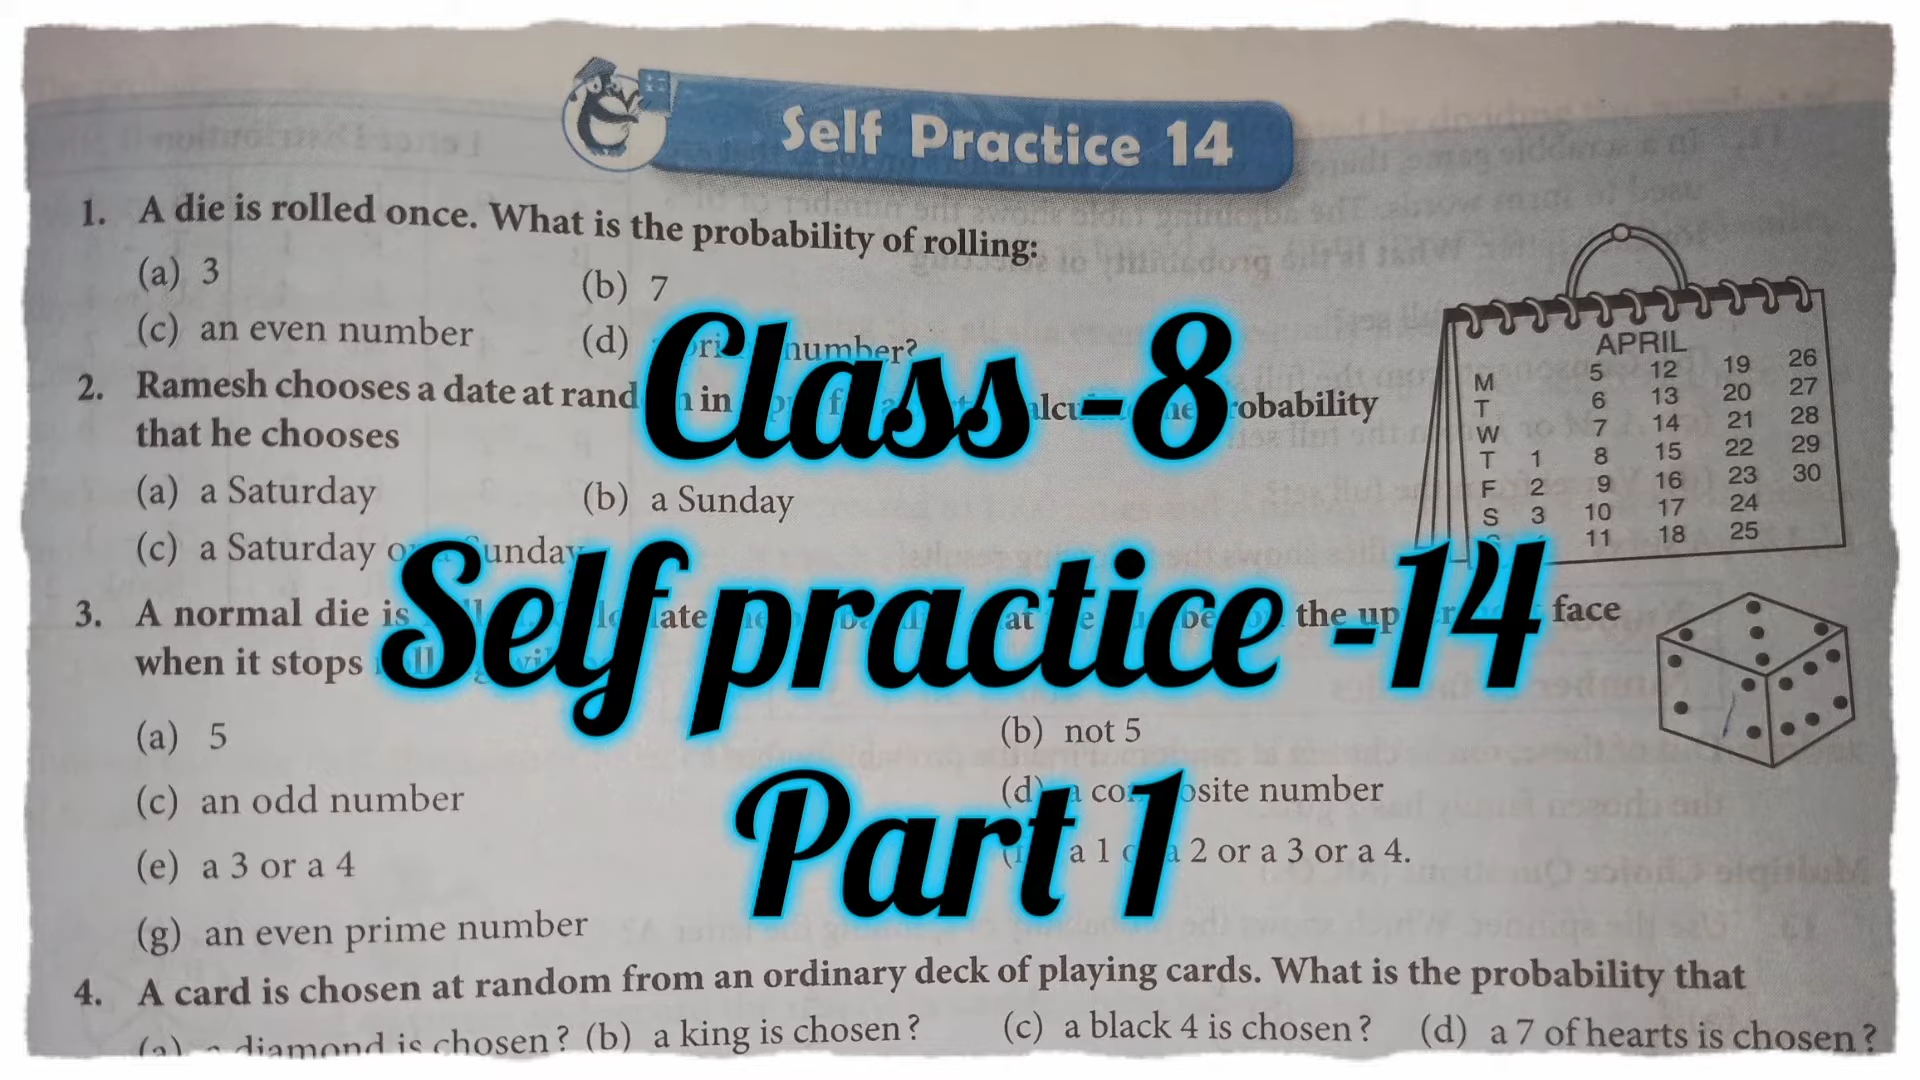 Self Practice 14
1. A die is rolled once. What is the probability of rolling:
(a) 3 (b) 7
(c) an even number (d) number?
2. Ramesh chooses a date at in probability
that he chooses
(a) a Saturday (b) a Sunday
(c) a Saturday Sunday
Class -8
APRIL
M 5 12 19 26
T 6 13 20 27
W 7 14 21 28
T 1 8 15 22 29
F 2 9 16 23 30
S 3 10 17 24
11 18 25
Self practice -14
3. A normal die is the face
when it stops
(a) 5 (b) not 5
(c) an odd number (d) number
(e) a 3 or a 4 a 1 a 2 or a 3 or a 4.
Part 1
(g) an even prime number
4. A card is chosen at random from an ordinary deck of playing cards. What is the probability that
diamond is chosen? (b) a king is chosen? (c) a black 4 is chosen? (d) a 7 of hearts is chosen?